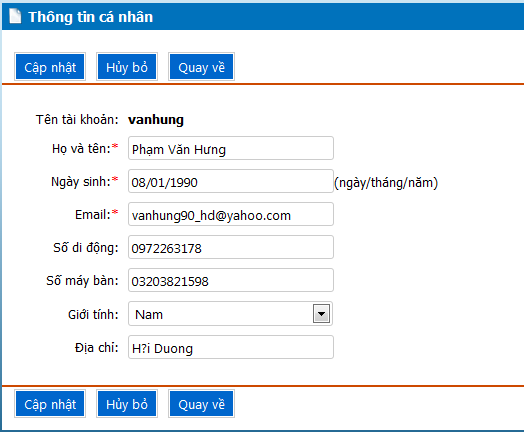 Thông tin cá nhân
Cập nhật Hủy bỏ Quay về
Tên tài khoản: vanhung
Họ và tên:* Phạm Văn Hưng
Ngày sinh:* 08/01/1990 (ngày/tháng/năm)
Email:* vanhung90_hd@yahoo.com
Số di động: 0972263178
Số máy bàn: 03203821598
Giới tính: Nam
Địa chỉ: H?i Duong
Cập nhật Hủy bỏ Quay về